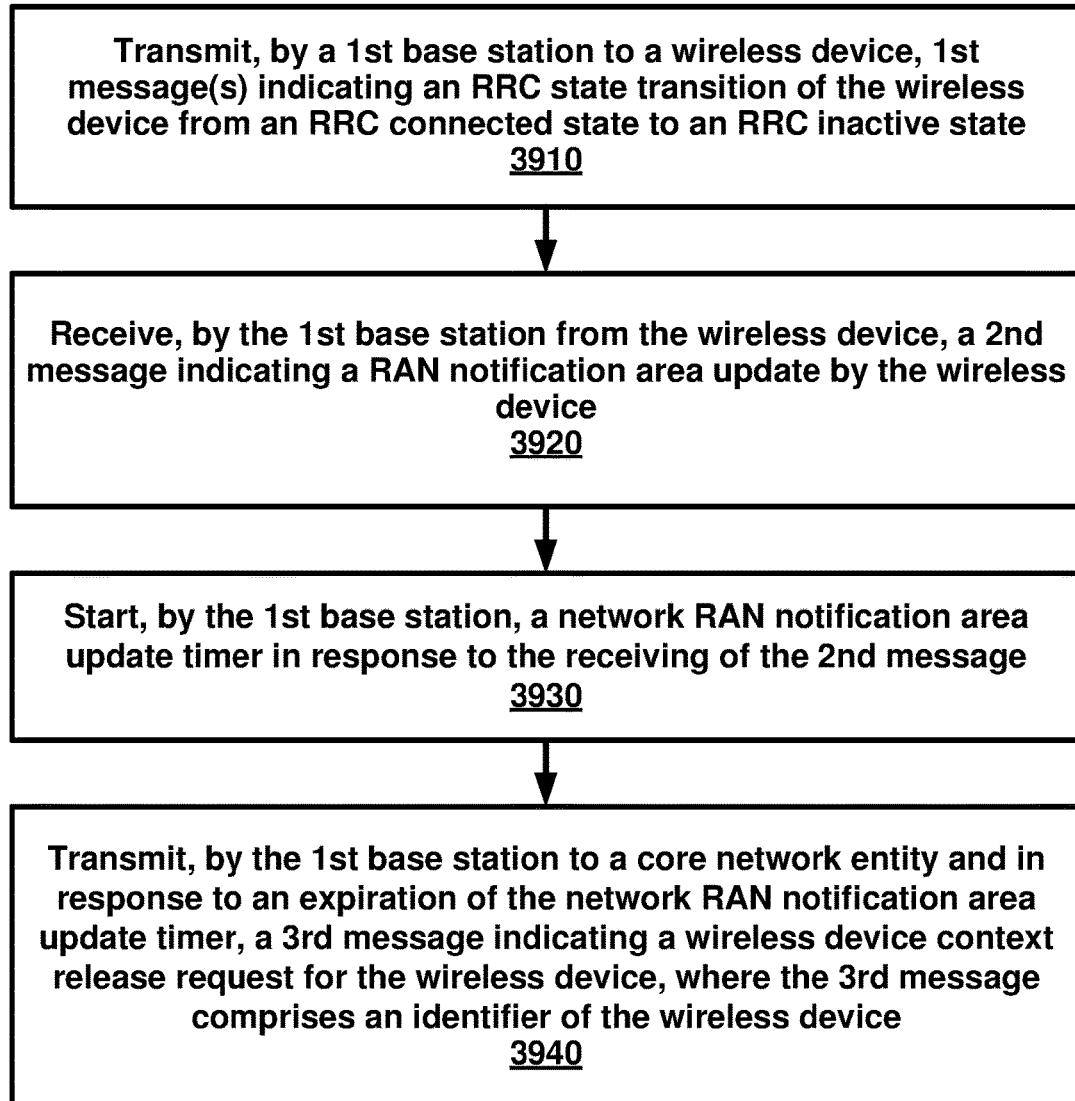 Transmit, by a 1st base station to a wireless device, 1st
message(s) indicating an RRC state transition of the wireless
device from an RRC connected state to an RRC inactive state
3910
Receive, by the 1st base station from the wireless device, a 2nd
message indicating a RAN notification area update by the wireless
device
3920
Start, by the 1st base station, a network RAN notification area
update timer in response to the receiving of the 2nd message
3930
Transmit, by the 1st base station to a core network entity and in
response to an expiration of the network RAN notification area
update timer, a 3rd message indicating a wireless device context
release request for the wireless device, where the 3rd message
comprises an identifier of the wireless device
3940